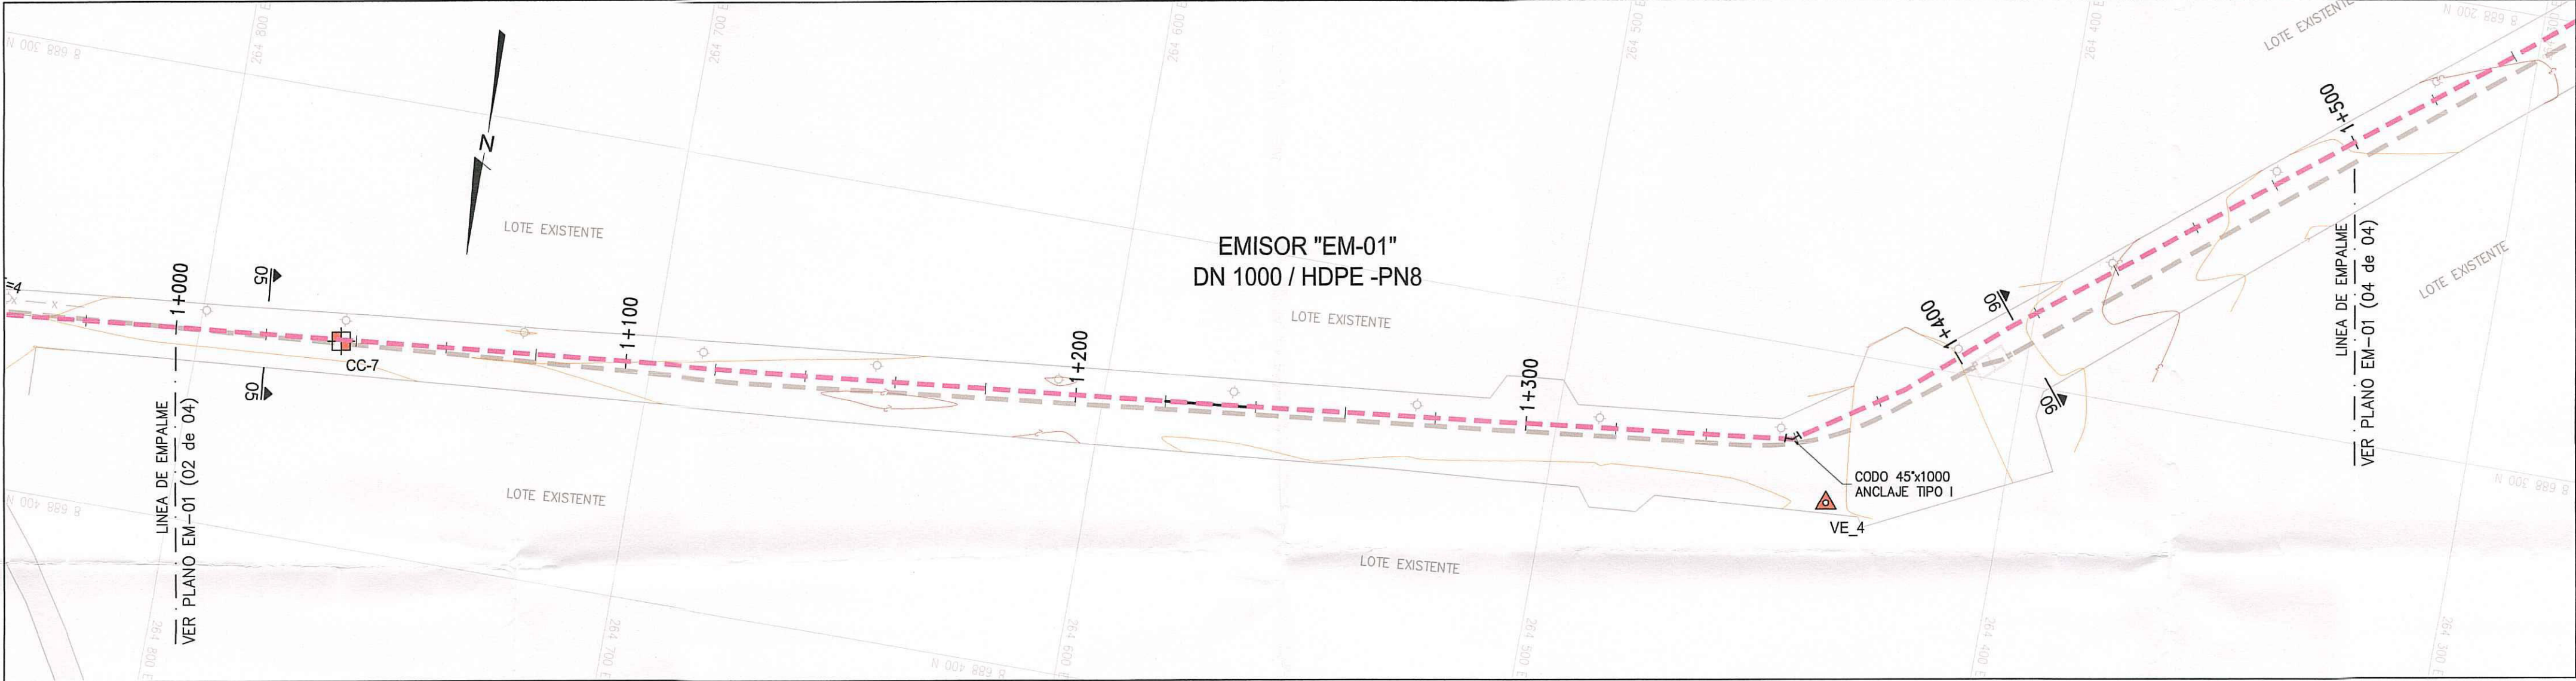 8 688 300 N
264 800 E
264 700 E
264 600 E
264 500 E
264 400 E
8 688 200 N
LOTE EXISTENTE
N
LOTE EXISTENTE
EMISOR "EM-01"
DN 1000 / HDPE -PN8
LOTE EXISTENTE
=4
X
X
1+000
05
05
CC-7
1+100
1+200
1+300
1+400
06
06
1+500
LOTE EXISTENTE
LINEA DE EMPALME
VER PLANO EM-01 (02 de 04)
LINEA DE EMPALME
VER PLANO EM-01 (04 de 04)
CODO 45°x1000
ANCLAJE TIPO I
VE_4
LOTE EXISTENTE
LOTE EXISTENTE
8 688 400 N
8 688 300 N
264 800 E
264 700 E
8 688 400 N
264 600 E
264 500 E
264 400 E
264 300 E